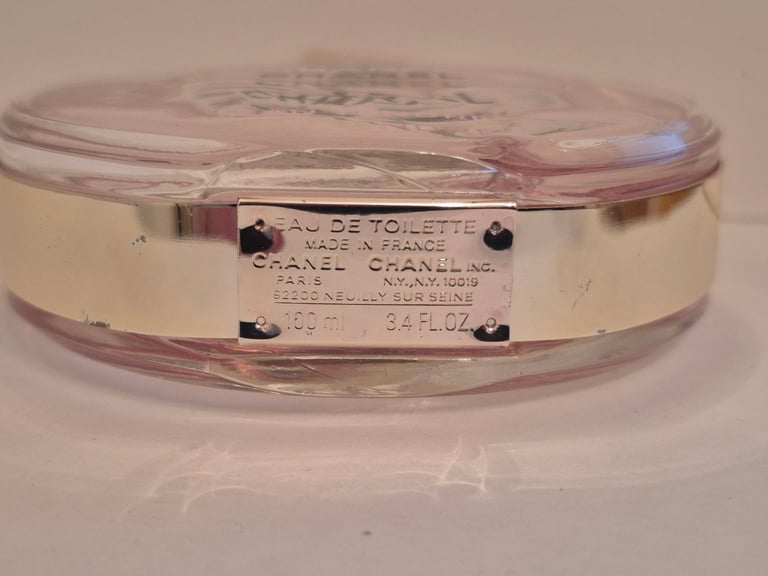 CHANEL
EAU DE TOILETTE
MADE IN FRANCE
CHANEL CHANEL INC.
PARIS N.Y., N.Y. 10019
92200 NEUILLY SUR SEINE
100 ml 3.4 FL.OZ.